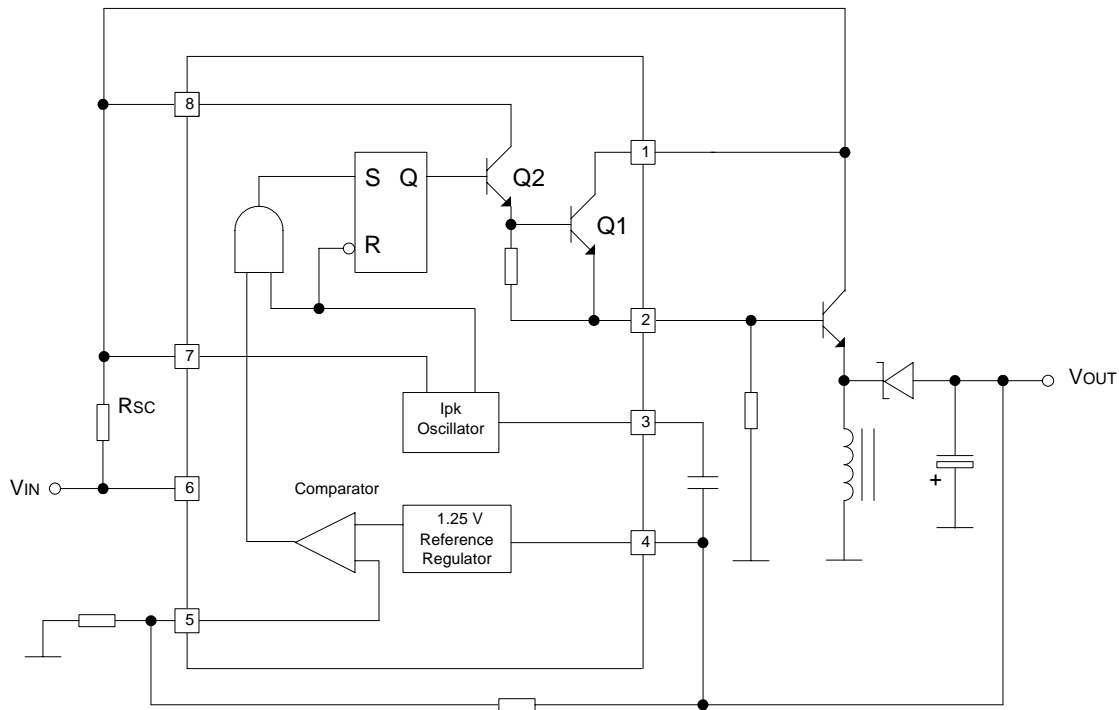 8
1
S Q
Q2
Q1
R
2
7
VOUT
RSC
Ipk
Oscillator
3
VIN
6
Comparator
1.25 V
Reference
Regulator
4
+
5